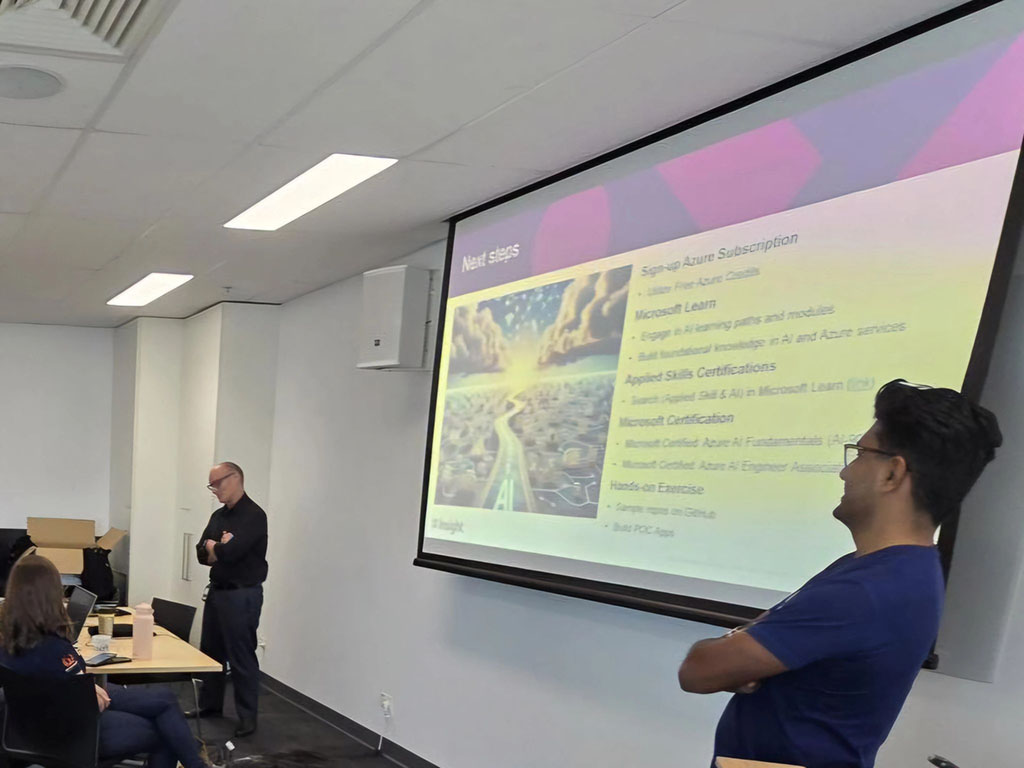 Next steps
Sign-up Azure Subscription
• Utilize Free Azure Credits
Microsoft Learn
• Engage in AI learning paths and modules
• Build foundational knowledge in AI and Azure services
Applied Skills Certifications
• Search (Applied Skill & AI) in Microsoft Learn (link)
Microsoft Certification
• Microsoft Certified: Azure AI Fundamentals (AI-
• Microsoft Certified: Azure AI Engineer Associat
Hands-on Exercise
• Sample repos on GitHub
• Build POC Apps
Insight